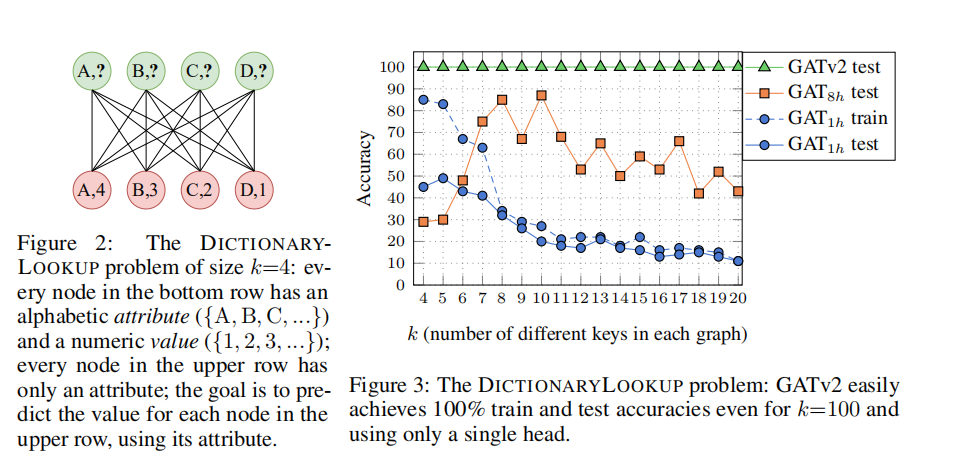 A,? B,? C,? D,?
A,4 B,3 C,2 D,1
Figure 2: The DICTIONARY-
LOOKUP problem of size k=4: ev-
ery node in the bottom row has an
alphabetic attribute ({A, B, C, ...})
and a numeric value ({1, 2, 3, ...});
every node in the upper row has
only an attribute; the goal is to pre-
dict the value for each node in the
upper row, using its attribute.
100
90
80
70
60
50
40
30
20
10
0
Accuracy
4 5 6 7 8 9 10 11 12 13 14 15 16 17 18 19 20
k (number of different keys in each graph)
GATv2 test
GAT8h test
GAT1h train
GAT1h test
Figure 3: The DICTIONARYLOOKUP problem: GATv2 easily
achieves 100% train and test accuracies even for k=100 and
using only a single head.